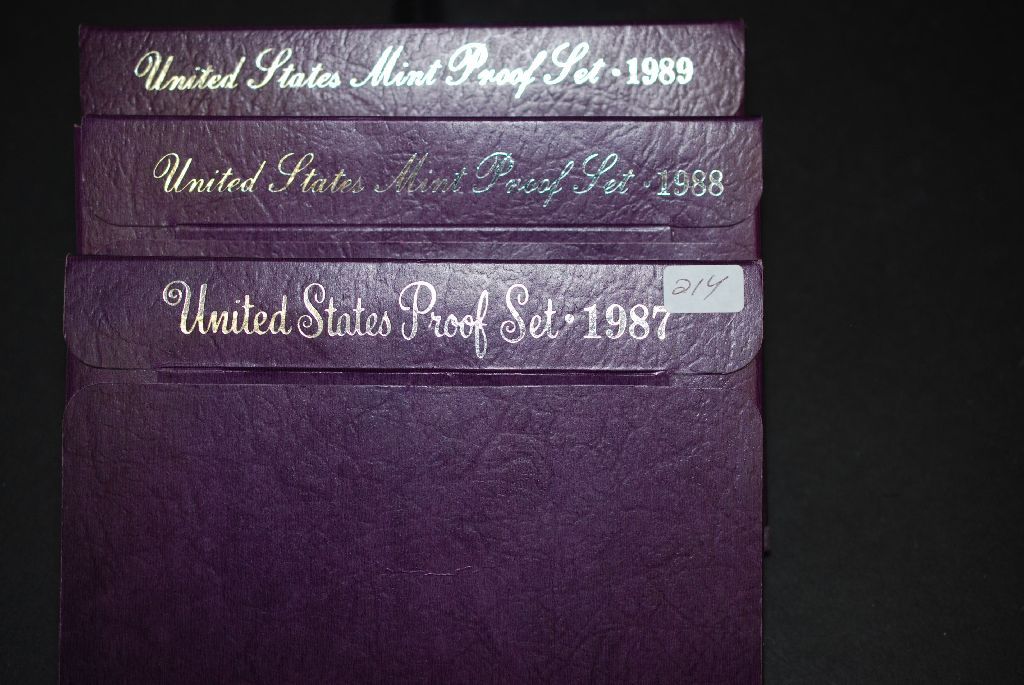 United States Mint Proof Set · 1989
United States Mint Proof Set · 1988
United States Proof Set · 1987
214